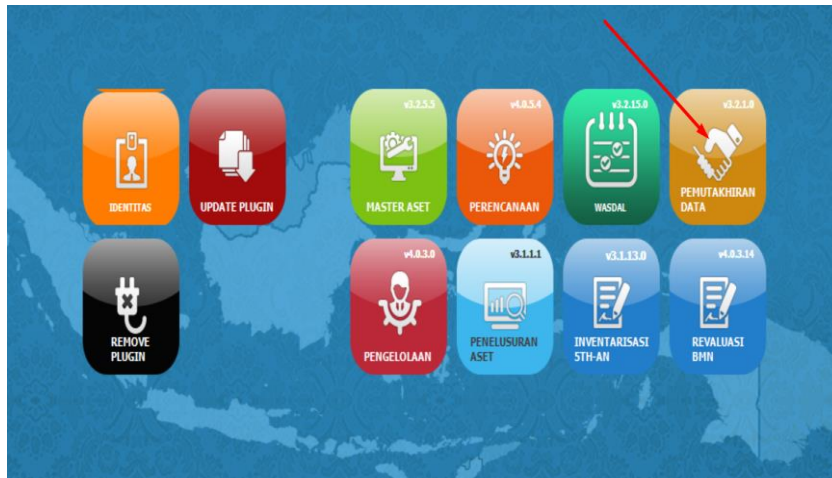 IDENTITAS
UPDATE PLUGIN
v3.2.5.5
MASTER ASET
v4.0.5.4
PERENCANAAN
v3.2.15.0
WASDAL
v3.2.1.0
PEMUTAKHIRAN
DATA
REMOVE
PLUGIN
v4.0.3.0
PENGELOLAAN
v3.1.1.1
PENELUSURAN
ASET
v3.1.13.0
INVENTARISASI
5TH-AN
v4.0.3.14
REVALUASI
BMN